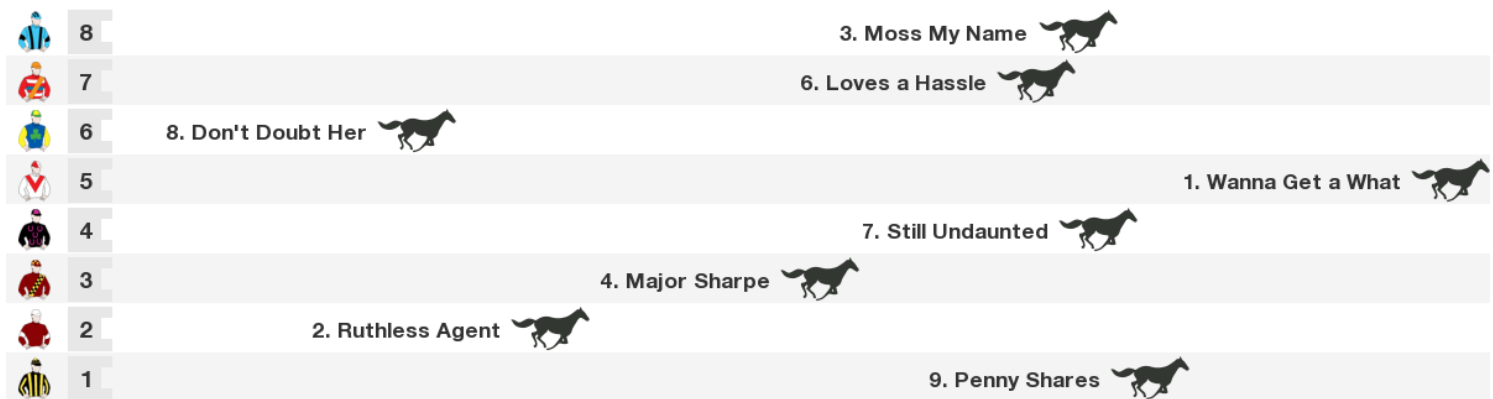 8 3. Moss My Name
7 6. Loves a Hassle
6 8. Don't Doubt Her
5 1. Wanna Get a What
4 7. Still Undaunted
3 4. Major Sharpe
2 2. Ruthless Agent
1 9. Penny Shares